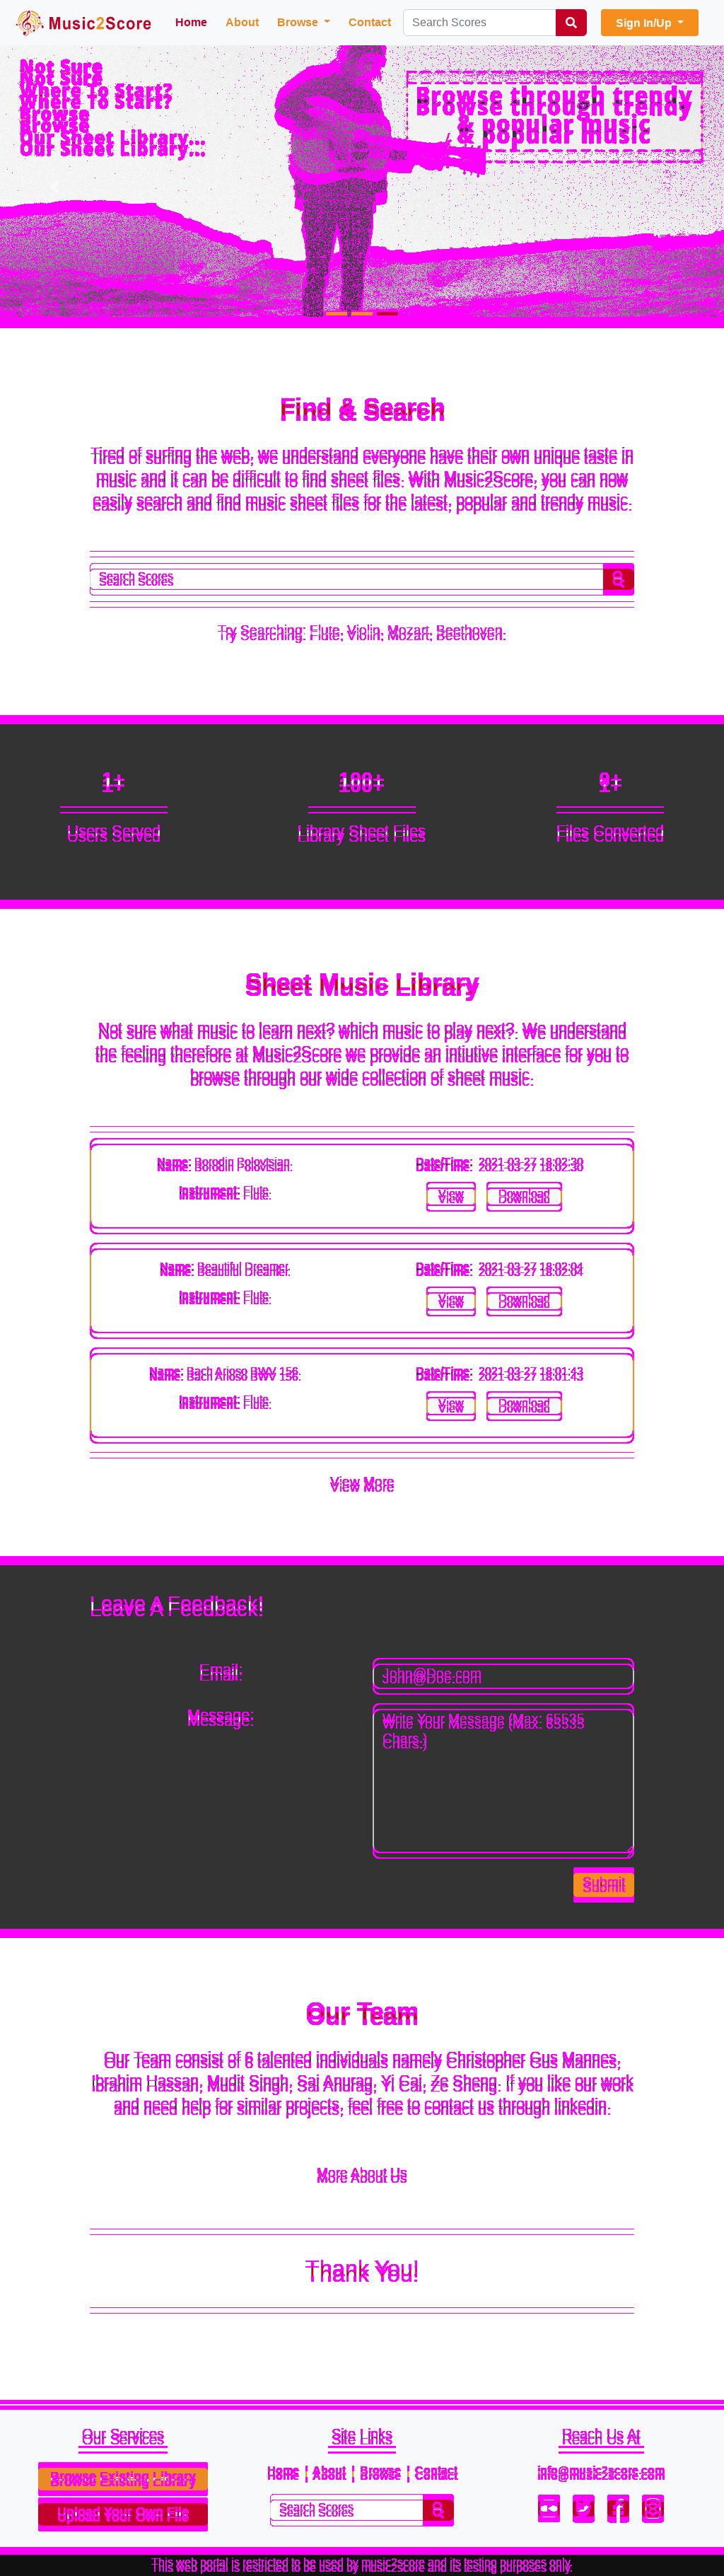 Music2Score Home About Browse Contact Search Scores Sign In/Up
Not Sure
Where To Start?
Browse
Our Sheet Library...
Browse through trendy
& popular music
Find & Search
Tired of surfing the web, we understand everyone have their own unique taste in
music and it can be difficult to find sheet files. With Music2Score, you can now
easily search and find music sheet files for the latest, popular and trendy music.
Search Scores
Try Searching: Flute, Violin, Mozart, Beethoven.
1+
100+
Users Served
Library Sheet Files
Files Converted
Sheet Music Library
Not sure what music to learn next? which music to play next?. We understand
the feeling therefore at Music2Score we provide an intiutive interface for you to
browse through our wide collection of sheet music.
Name: Borodin Polovtsian. Date/Time: 2021-03-27 18:02:30
Instrument: Flute. View Download
Name: Beautiful Dreamer. Date/Time: 2021-03-27 18:02:04
Instrument: Flute. View Download
Name: Bach Arioso BWV 156. Date/Time: 2021-03-27 18:01:43
Instrument: Flute. View Download
View More
Leave A Feedback!
Email: John@Doe.com
Message: Write Your Message (Max: 65535
Chars.)
Submit
Our Team
Our Team consist of 6 talented individuals namely Christopher Gus Mannes,
Ibrahim Hassan, Mudit Singh, Sai Anurag, Yi Cai, Ze Sheng. If you like our work
and need help for similar projects, feel free to contact us through linkedin.
More About Us
Thank You!
Our Services Site Links Reach Us At
Browse Existing Library Home | About | Browse | Contact info@music2score.com
Upload Your Own File Search Scores
This web portal is restricted to be used by music2score and its testing purposes only.